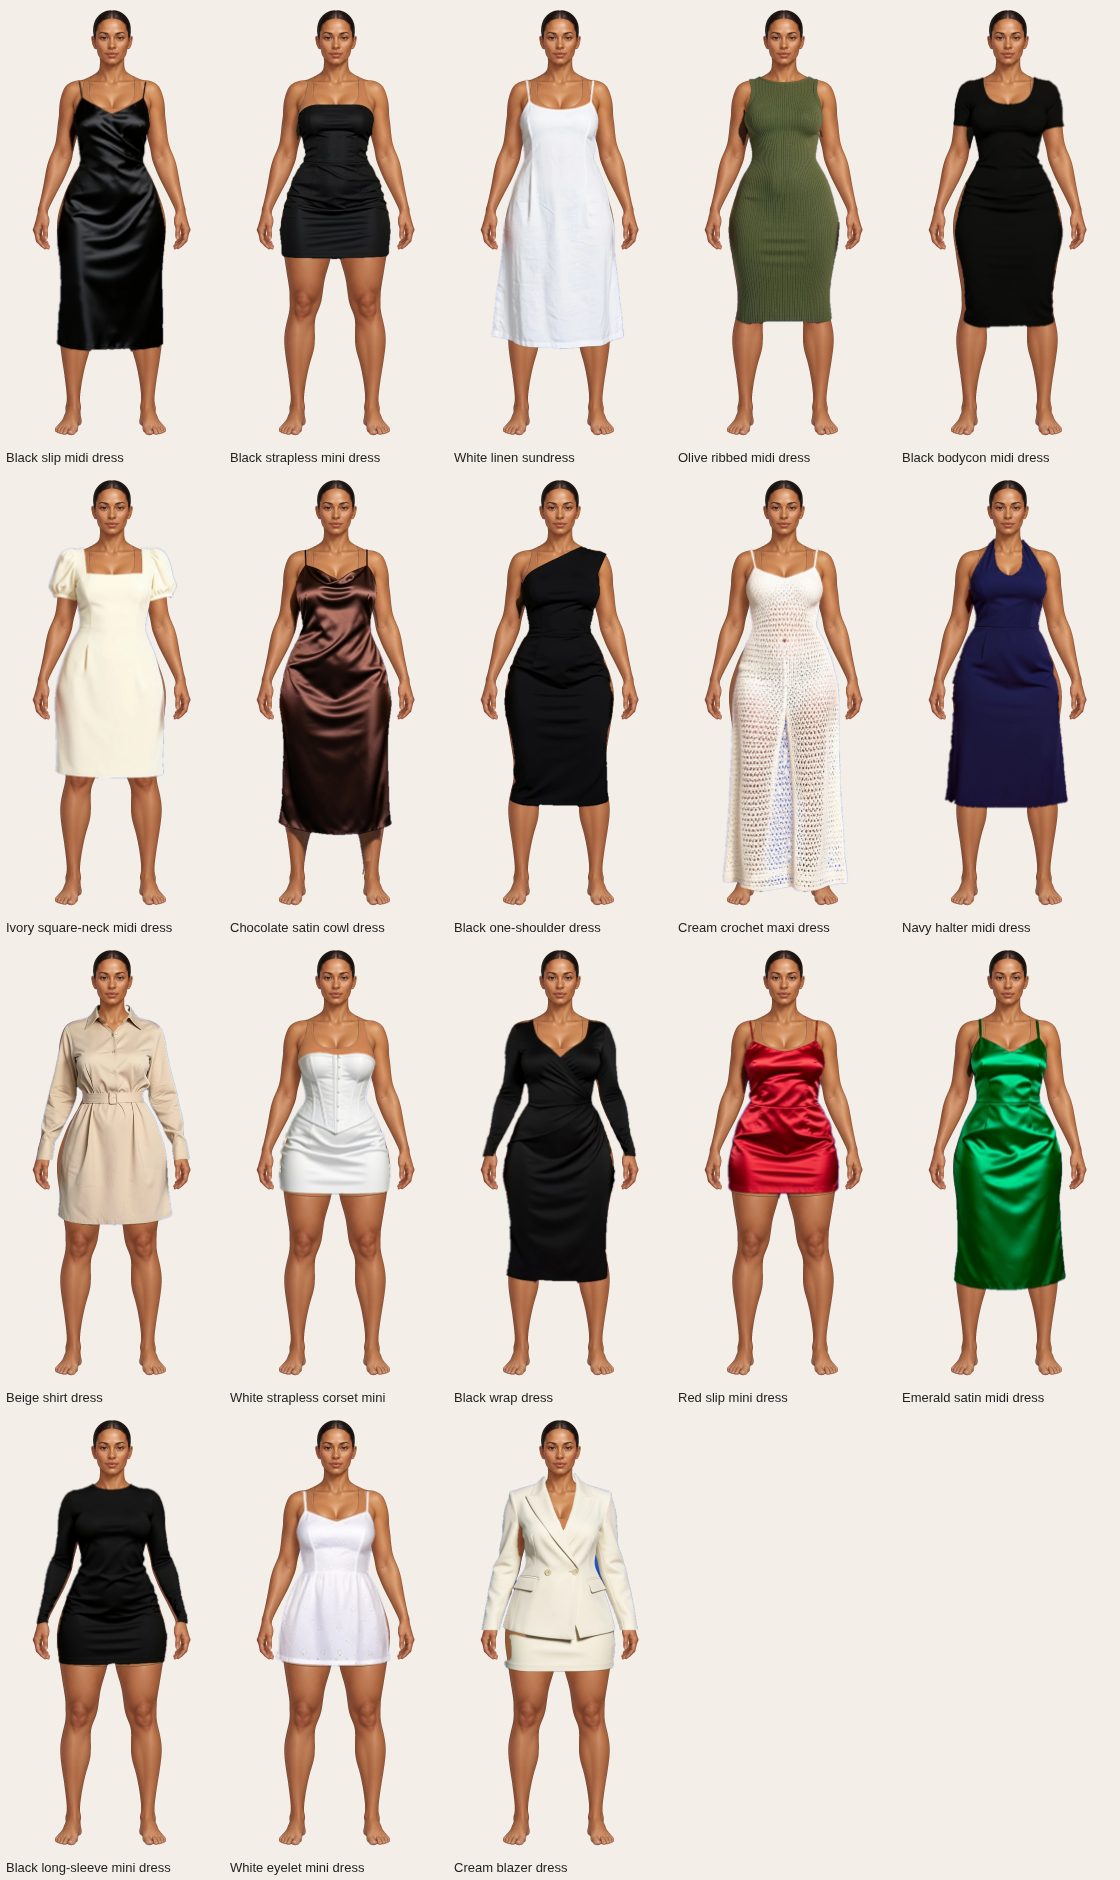 Black slip midi dress
Black strapless mini dress
White linen sundress
Olive ribbed midi dress
Black bodycon midi dress
Ivory square-neck midi dress
Chocolate satin cowl dress
Black one-shoulder dress
Cream crochet maxi dress
Navy halter midi dress
Beige shirt dress
White strapless corset mini
Black wrap dress
Red slip mini dress
Emerald satin midi dress
Black long-sleeve mini dress
White eyelet mini dress
Cream blazer dress